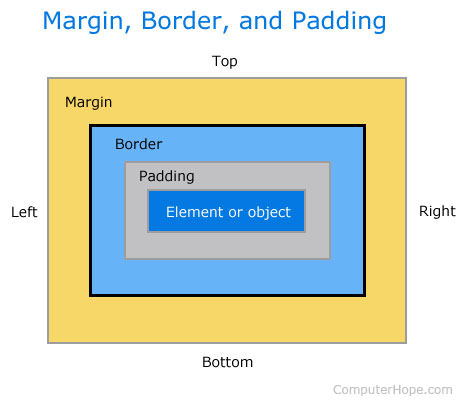 Margin, Border, and Padding
Top
Margin
Border
Padding
Left
Element or object
Right
Bottom
ComputerHope.com